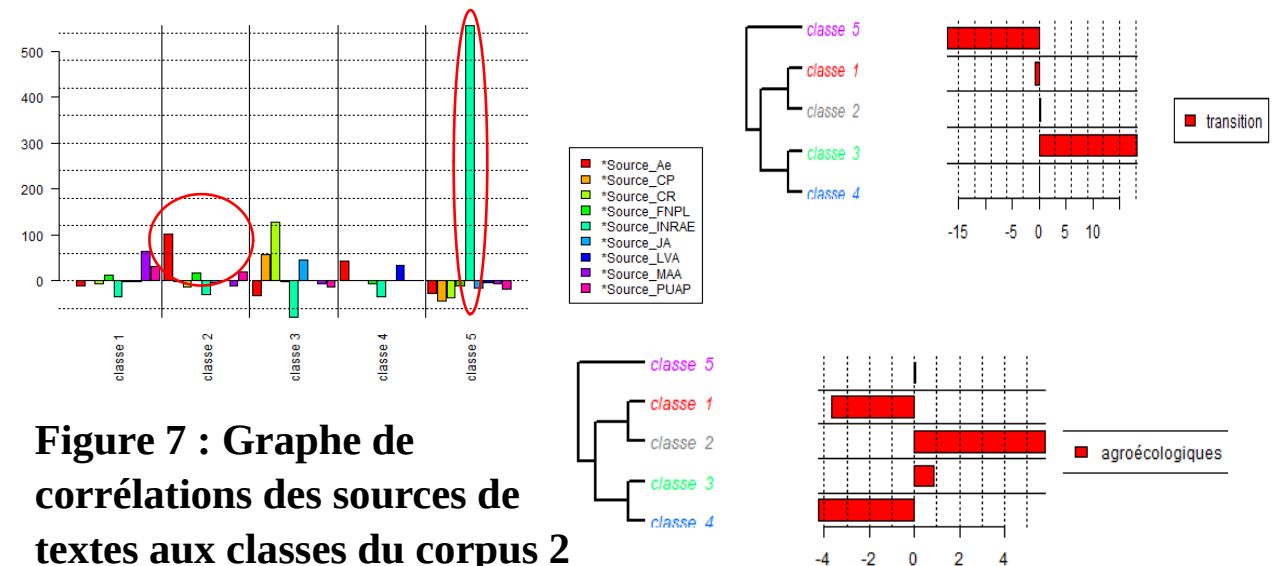 500
400
300
200
100
0
classe 1
classe 2
classe 3
classe 4
classe 5
*Source_Ae
*Source_CP
*Source_CR
*Source_FNPL
*Source_INRAE
*Source_JA
*Source_LVA
*Source_MAA
*Source_PUAP
classe 5
classe 1
classe 2
classe 3
classe 4
-15 -5 0 5 10
transition
Figure 7 : Graphe de
corrélations des sources de
textes aux classes du corpus 2
classe 5
classe 1
classe 2
classe 3
classe 4
-4 -2 0 2 4
agroécologiques